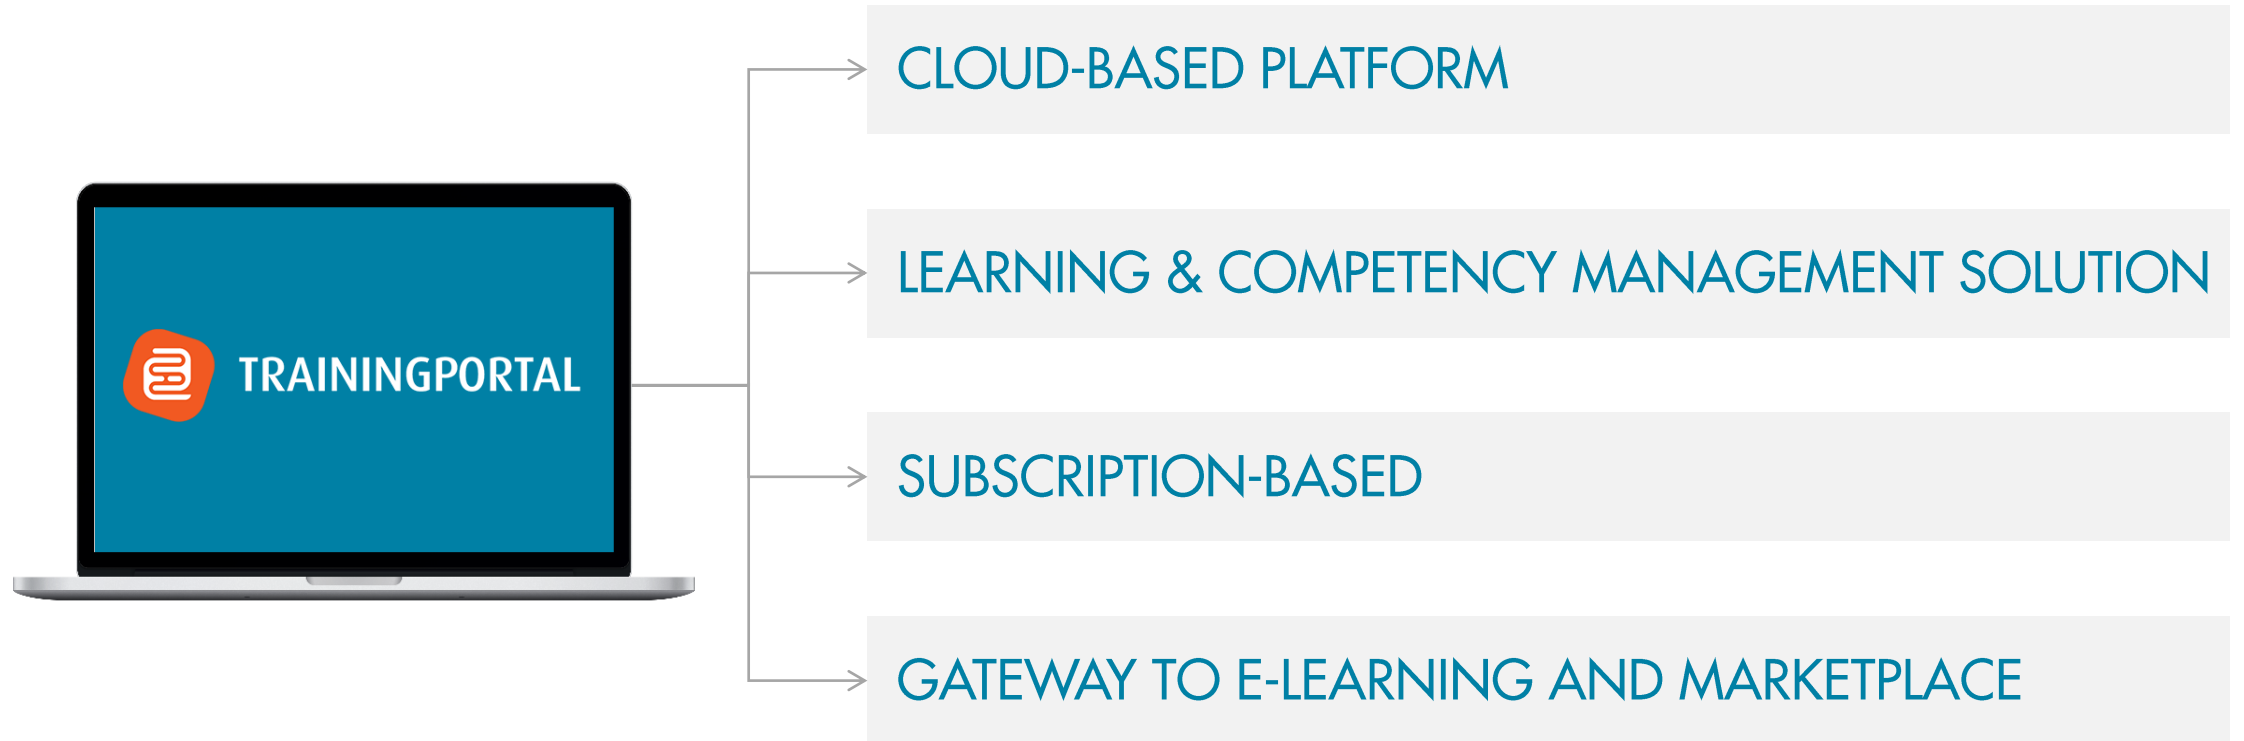 CLOUD-BASED PLATFORM
LEARNING & COMPETENCY MANAGEMENT SOLUTION
TRAININGPORTAL
SUBSCRIPTION-BASED
GATEWAY TO E-LEARNING AND MARKETPLACE